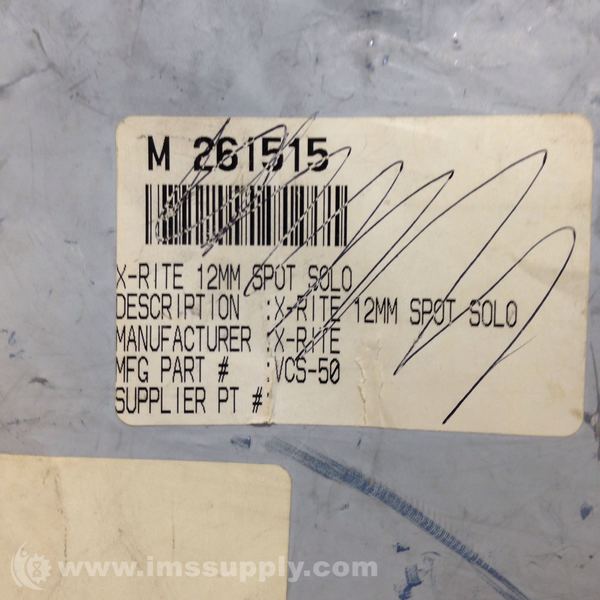 M 261515
X-RITE 12MM SPOT SOLO
DESCRIPTION :X-RITE 12MM SPOT SOLO
MANUFACTURER :X-RITE
MFG PART # :VCS-50
SUPPLIER PT #:
www.imssupply.com